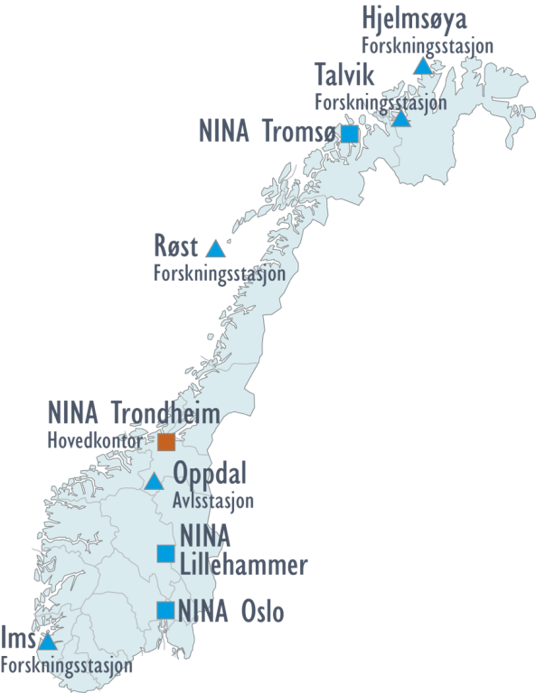 Hjelmsøya
Forskningsstasjon
Talvik
Forskningsstasjon
NINA Tromsø
Røst
Forskningsstasjon
NINA Trondheim
Hovedkontor
Oppdal
Avlsstasjon
NINA
Lillehammer
NINA Oslo
Ims
Forskningsstasjon